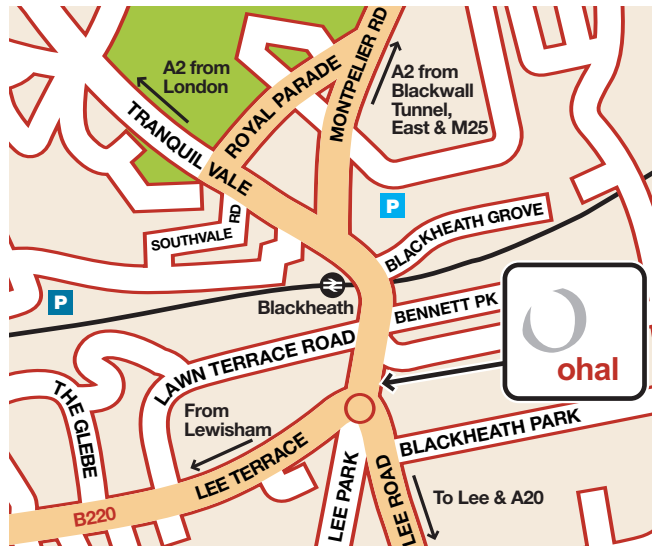 A2 from
London
ROYAL PARADE
MONTPELIER RD
A2 from
Blackwall
Tunnel,
East & M25
TRANQUIL VALE
P
SOUTHVALE
RD
BLACKHEATH GROVE
P
Blackheath
BENNETT PK
ohal
LAWN TERRACE ROAD
THE GLEBE
From
Lewisham
LEE TERRACE
BLACKHEATH PARK
B220
LEE PARK
LEE ROAD
To Lee & A20